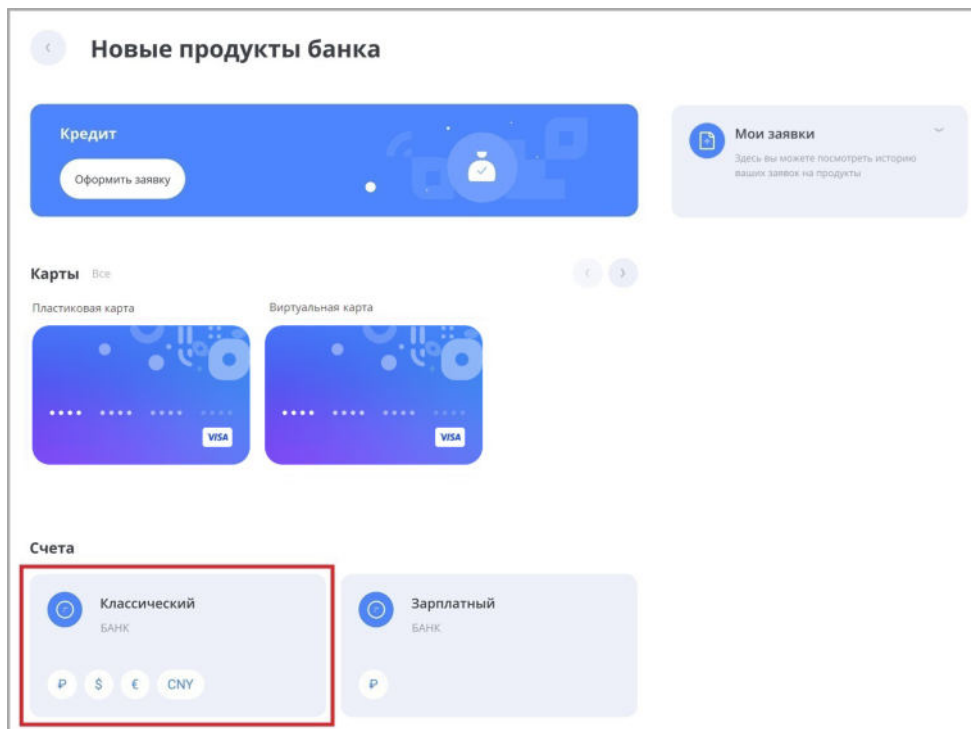 Новые продукты банка
Кредит
Оформить заявку
Мои заявки
Здесь вы можете посмотреть историю
ваших заявок на продукты
Карты Все
Пластиковая карта
Виртуальная карта
VISA
VISA
Счета
Классический
БАНК
₽ $ € CNY
Зарплатный
БАНК
₽